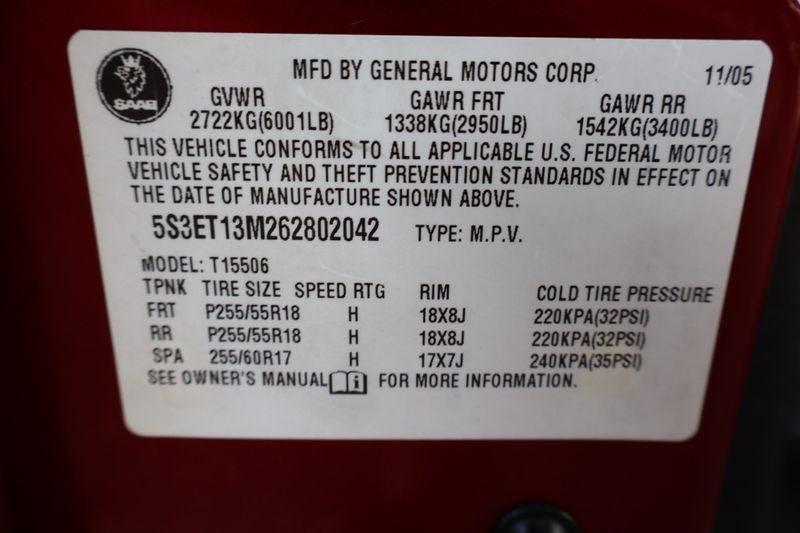 SAAB
MFD BY GENERAL MOTORS CORP. 11/05
GVWR GAWR FRT GAWR RR
2722KG(6001LB) 1338KG(2950LB) 1542KG(3400LB)
THIS VEHICLE CONFORMS TO ALL APPLICABLE U.S. FEDERAL MOTOR
VEHICLE SAFETY AND THEFT PREVENTION STANDARDS IN EFFECT ON
THE DATE OF MANUFACTURE SHOWN ABOVE.
5S3ET13M262802042 TYPE: M.P.V.
MODEL: T15506
TPNK TIRE SIZE SPEED RTG RIM COLD TIRE PRESSURE
FRT P255/55R18 H 18X8J 220KPA(32PSI)
RR P255/55R18 H 18X8J 220KPA(32PSI)
SPA 255/60R17 H 17X7J 240KPA(35PSI)
SEE OWNER'S MANUAL i FOR MORE INFORMATION.